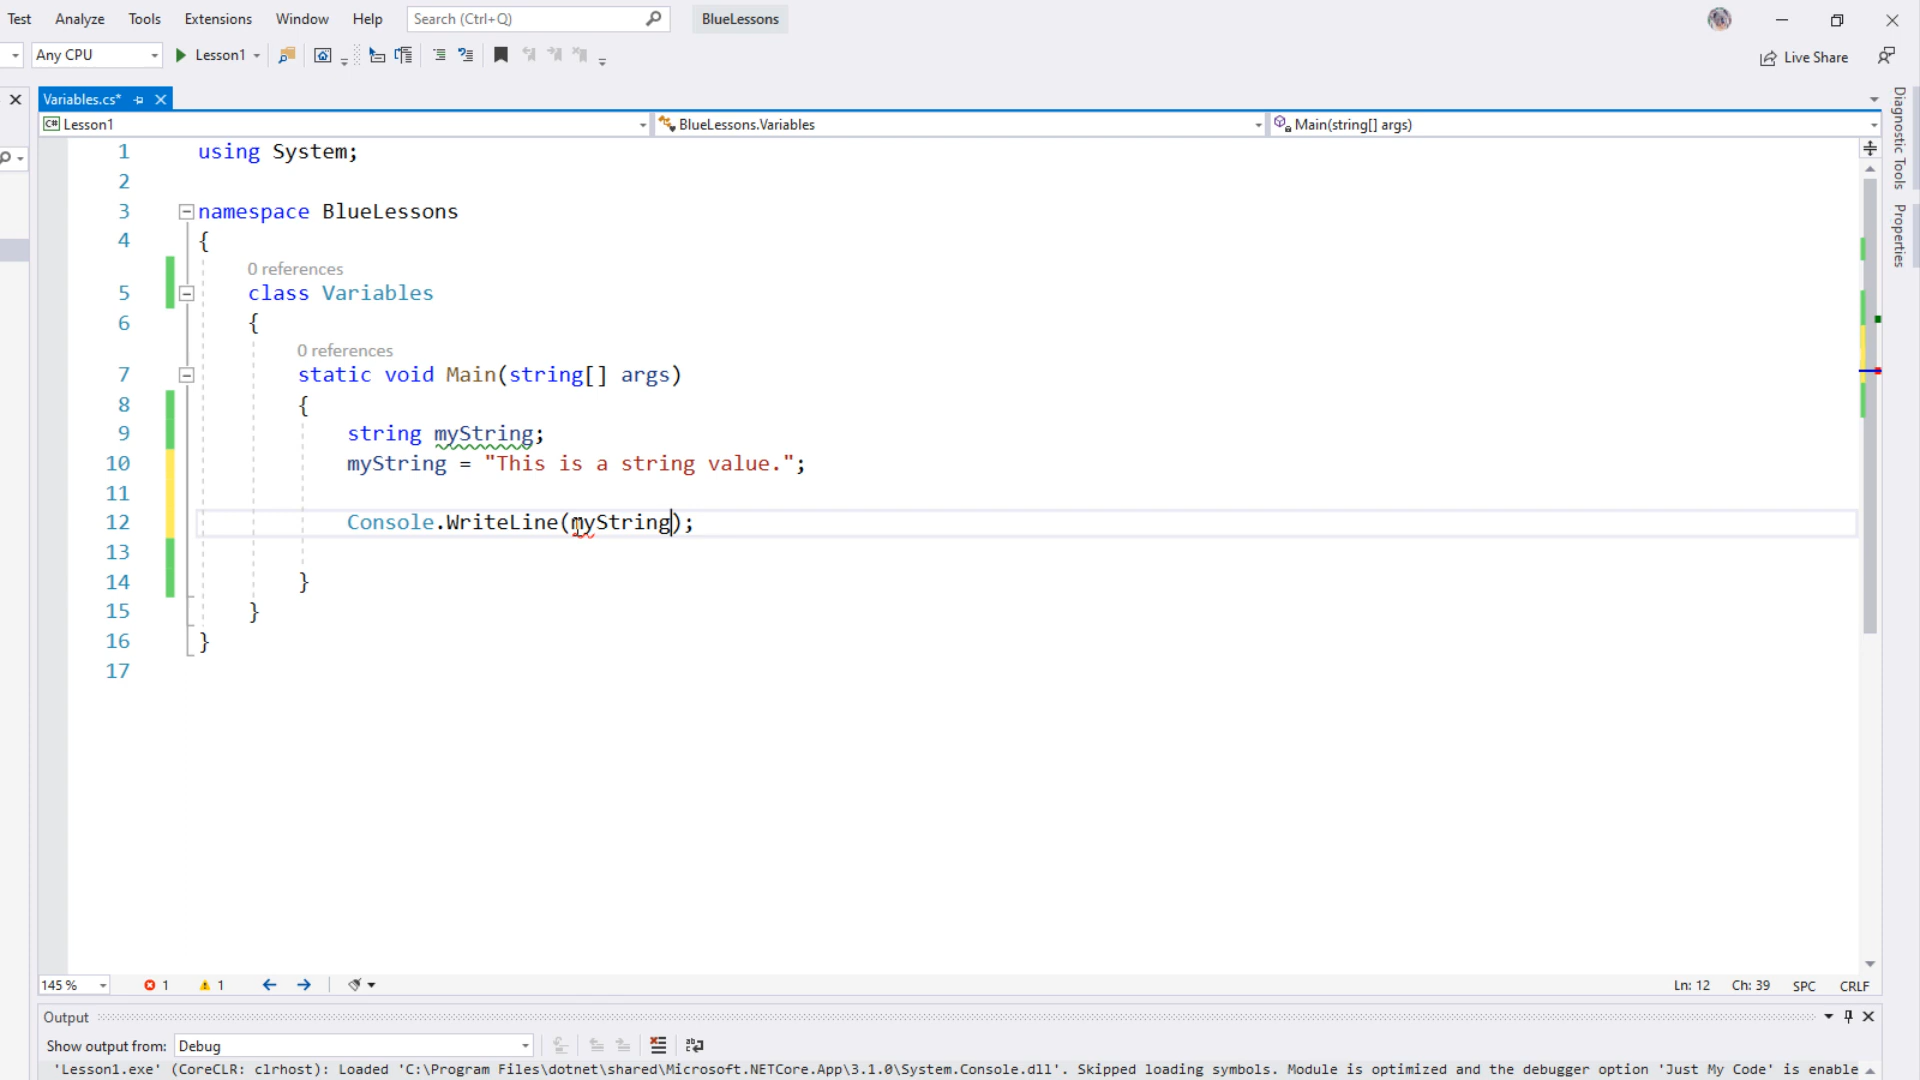 Test Analyze Tools Extensions Window Help Search (Ctrl+Q) BlueLessons
Any CPU Lesson1 Live Share
Variables.cs*
C# Lesson1 BlueLessons.Variables Main(string[] args)
Diagnostic Tools
Properties
1 using System;
2
3 namespace BlueLessons
4 {
0 references
5 class Variables
6 {
0 references
7 static void Main(string[] args)
8 {
9 string myString;
10 myString = "This is a string value.";
11
12 Console.WriteLine(myString);
13
14 }
15 }
16 }
17
145 % 1 1 Ln: 12 Ch: 39 SPC CRLF
Output
Show output from: Debug
'Lesson1.exe' (CoreCLR: clrhost): Loaded 'C:\Program Files\dotnet\shared\Microsoft.NETCore.App\3.1.0\System.Console.dll'. Skipped loading symbols. Module is optimized and the debugger option 'Just My Code' is enable